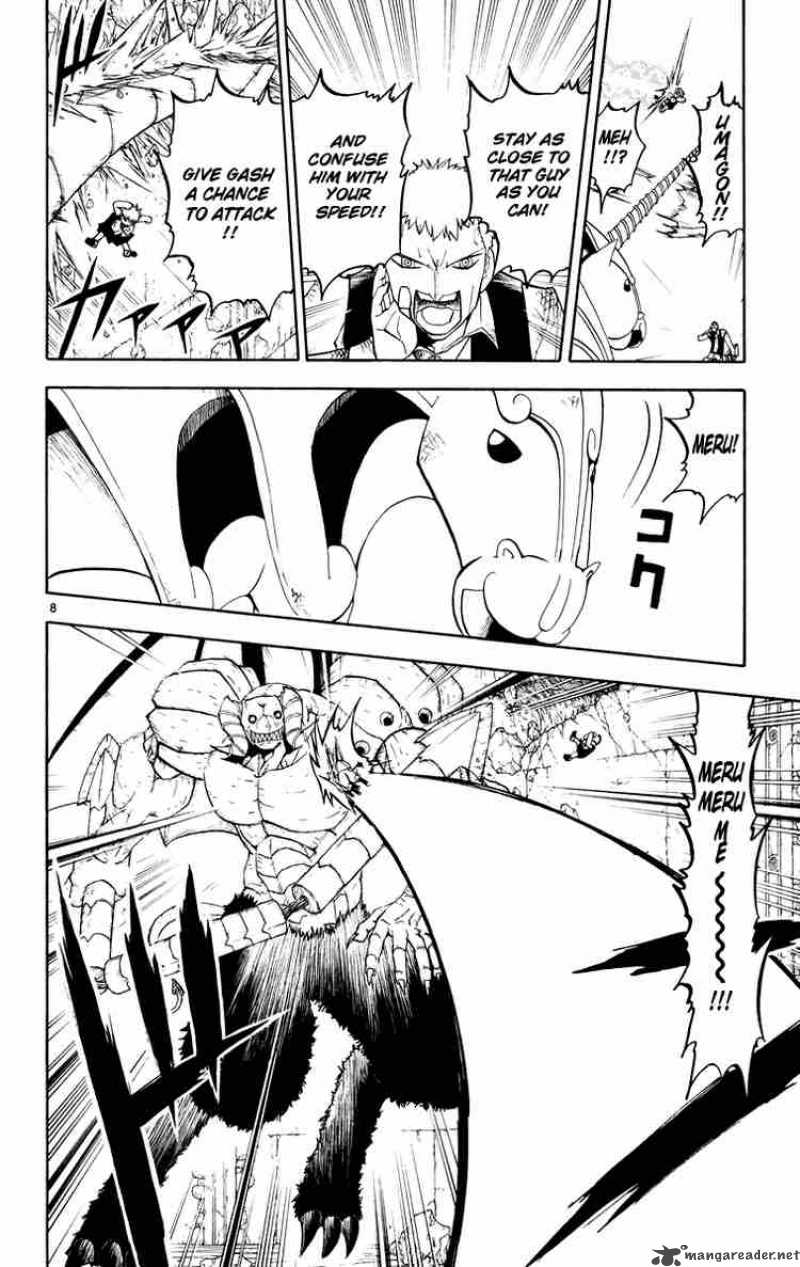 UMAGON!!
MEH
!!?
STAY AS
CLOSE TO
THAT GUY
AS YOU
CAN!
AND
CONFUSE
HIM WITH
YOUR
SPEED!!
GIVE GASH
A CHANCE
TO ATTACK
!!
カァァァ
MERU!
コク
8
MERU
MERU
ME~~~~
!!!
mangareader.net